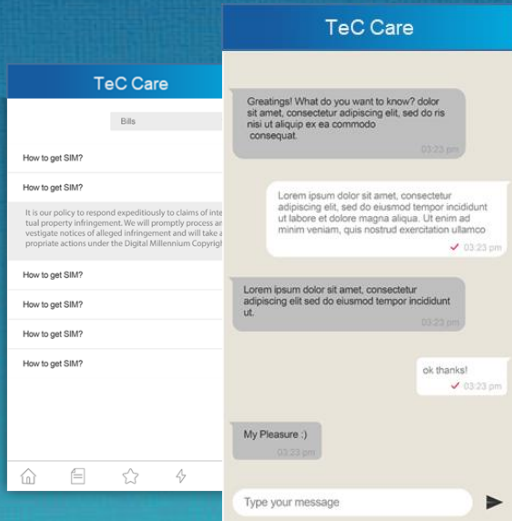 TeC Care
Bills
How to get SIM?
How to get SIM?
It is our policy to respond expeditiously to claims of inte
tual property infringement. We will promptly process ar
vestigate notices of alleged infringement and will take a
propriate actions under the Digital Millennium Copyrigh
How to get SIM?
How to get SIM?
How to get SIM?
How to get SIM?
TeC Care
Greatings! What do you want to know? dolor
sit amet, consectetur adipiscing elit, sed do ris
nisi ut aliquip ex ea commodo
consequat.
03:23 pm
Lorem ipsum dolor sit amet, consectetur
adipiscing elit, sed do eiusmod tempor incididunt
ut labore et dolore magna aliqua. Ut enim ad
minim veniam, quis nostrud exercitation ullamco
03:23 pm
Lorem ipsum dolor sit amet, consectetur
adipiscing elit sed do eiusmod tempor incididunt
ut.
03:23 pm
ok thanks!
03:23 pm
My Pleasure :)
03:23 pm
Type your message